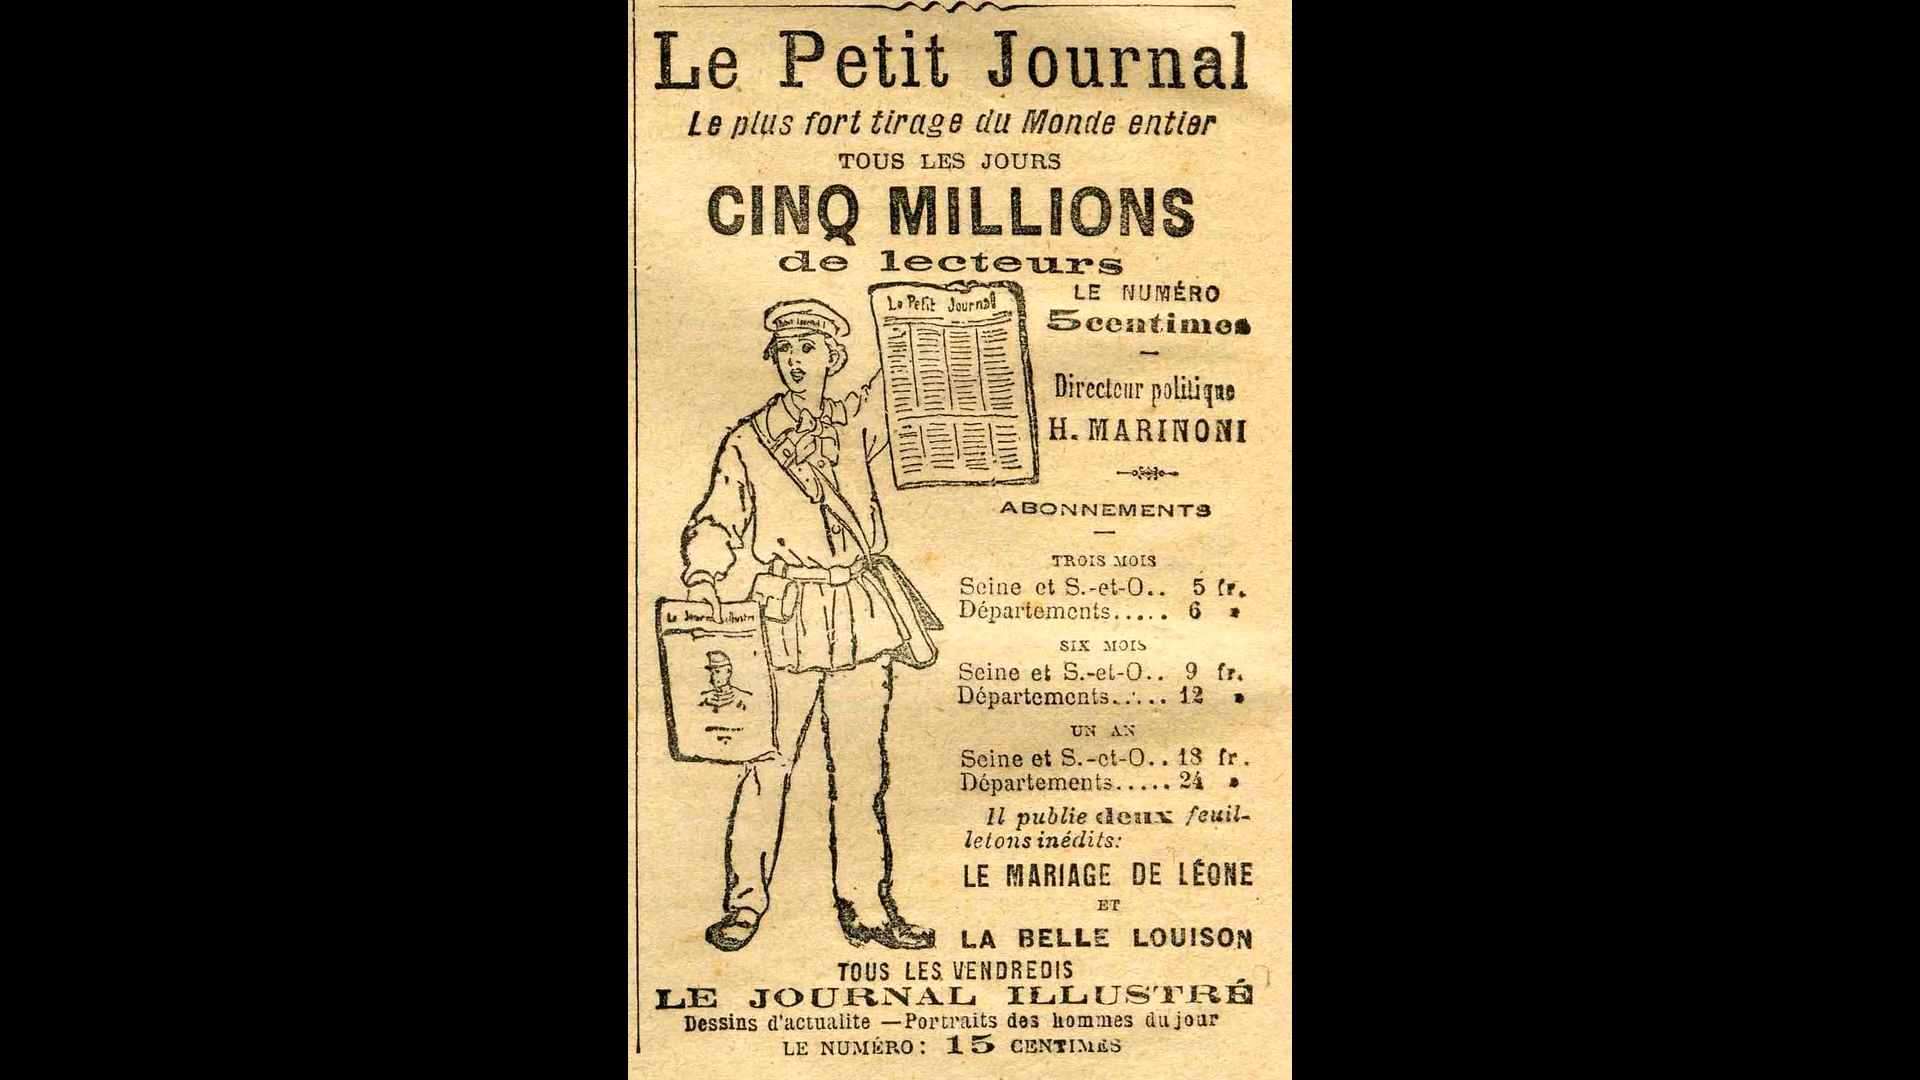 Le Petit Journal
Le plus fort tirage du Monde entier
TOUS LES JOURS
CINQ MILLIONS
de lecteurs
Le Petit Journal
LE NUMÉRO
5 centimes
Directeur politique
H. MARINONI
ABONNEMENTS
TROIS MOIS
Seine et S.-et-O.. 5 fr.
Départements..... 6 »
SIX MOIS
Seine et S.-et-O.. 9 fr.
Départements..... 12 »
UN AN
Seine et S.-et-O.. 18 fr.
Départements..... 24 »
Il publie deux feuil-
letons inédits:
LE MARIAGE DE LÉONE
ET
LA BELLE LOUISON
TOUS LES VENDREDIS
LE JOURNAL ILLUSTRÉ
Dessins d'actualite —Portraits des hommes du jour
LE NUMÉRO: 15 CENTIMES